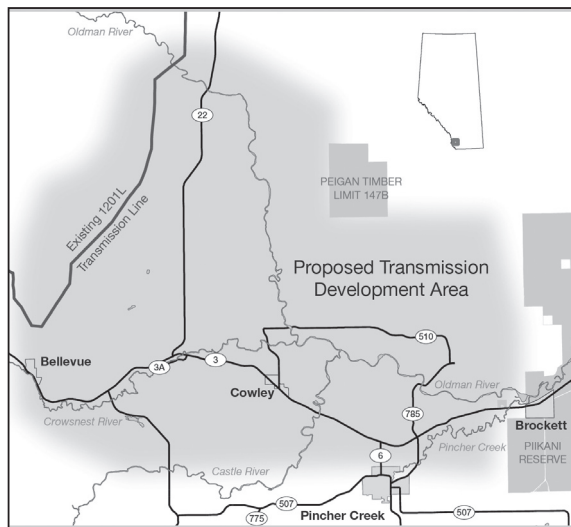 Oldman River
22
PEIGAN TIMBER
LIMIT 147B
Existing 1201L
Transmission Line
Proposed Transmission
Development Area
510
Bellevue
3A
3
Cowley
Oldman River
785
Crowsnest River
Brockett
Pincher Creek
PIIKANI
RESERVE
6
Castle River
507
775
Pincher Creek
507